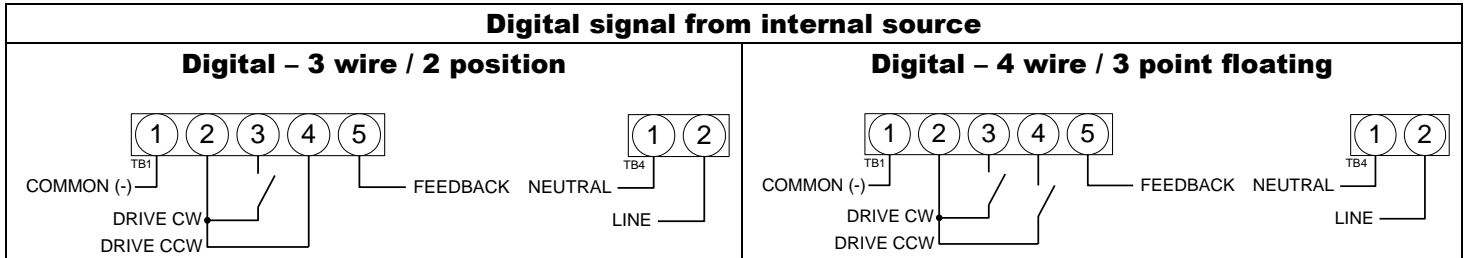 Digital signal from internal source
Digital – 3 wire / 2 position
1 2 3 4 5
1 2
TB1
TB4
COMMON (-)
FEEDBACK
NEUTRAL
DRIVE CW
LINE
DRIVE CCW
Digital – 4 wire / 3 point floating
1 2 3 4 5
1 2
TB1
TB4
COMMON (-)
FEEDBACK
NEUTRAL
DRIVE CW
LINE
DRIVE CCW